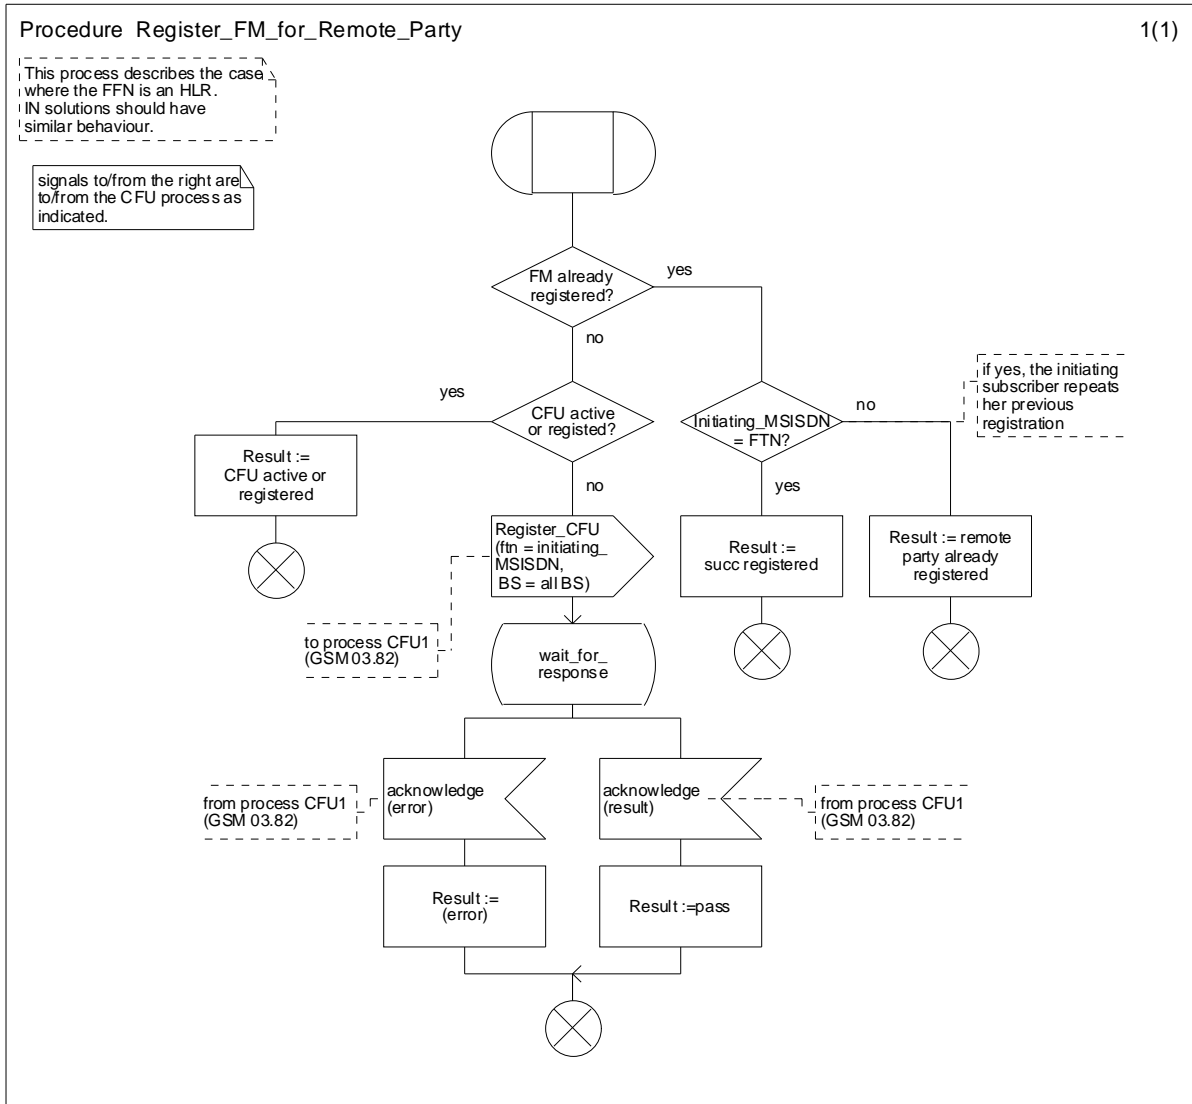 Procedure Register_FM_for_Remote_Party
1(1)
This process describes the case
where the FFN is an HLR.
IN solutions should have
similar behaviour.
signals to/from the right are
to/from the CFU process as
indicated.
FM already
registered?
yes
no
if yes, the initiating
subscriber repeats
her previous
registration
yes
CFU active
or registed?
Initiating_MSISDN
= FTN?
no
Result :=
CFU active or
registered
no
yes
Register_CFU
(ftn = initiating_
MSISDN,
BS = all BS)
Result :=
succ registered
Result := remote
party already
registered
to process CFU1
(GSM 03.82)
wait_for_
response
from process CFU1
(GSM 03.82)
acknowledge
(error)
acknowledge
(result)
from process CFU1
(GSM 03.82)
Result :=
(error)
Result :=pass